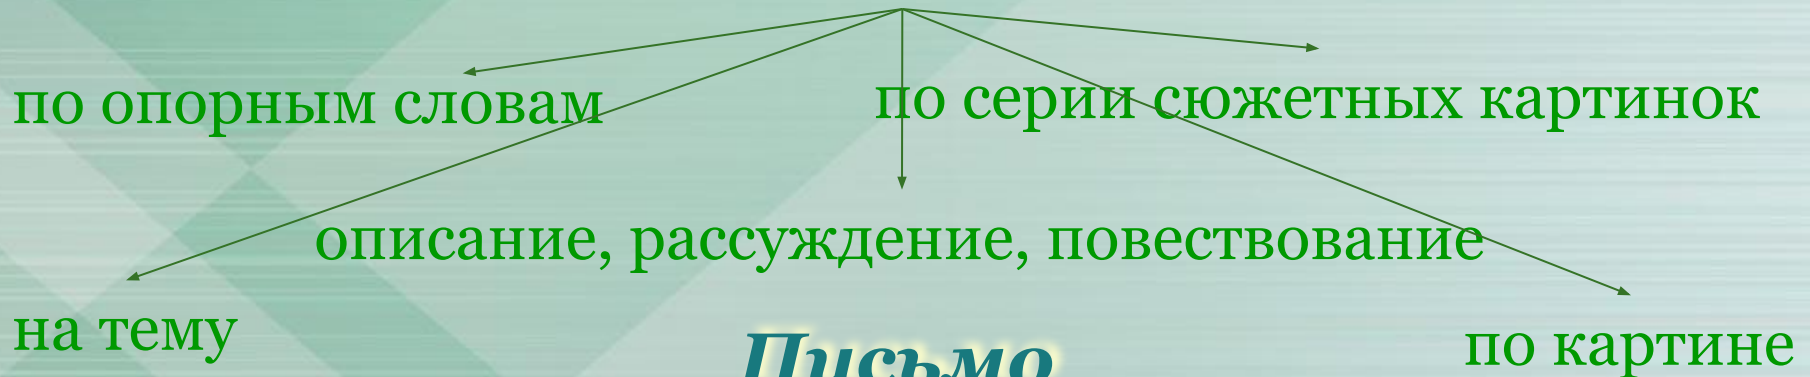 по опорным словам
по серии сюжетных картинок
описание, рассуждение, повествование
на тему
по картине
Письмо